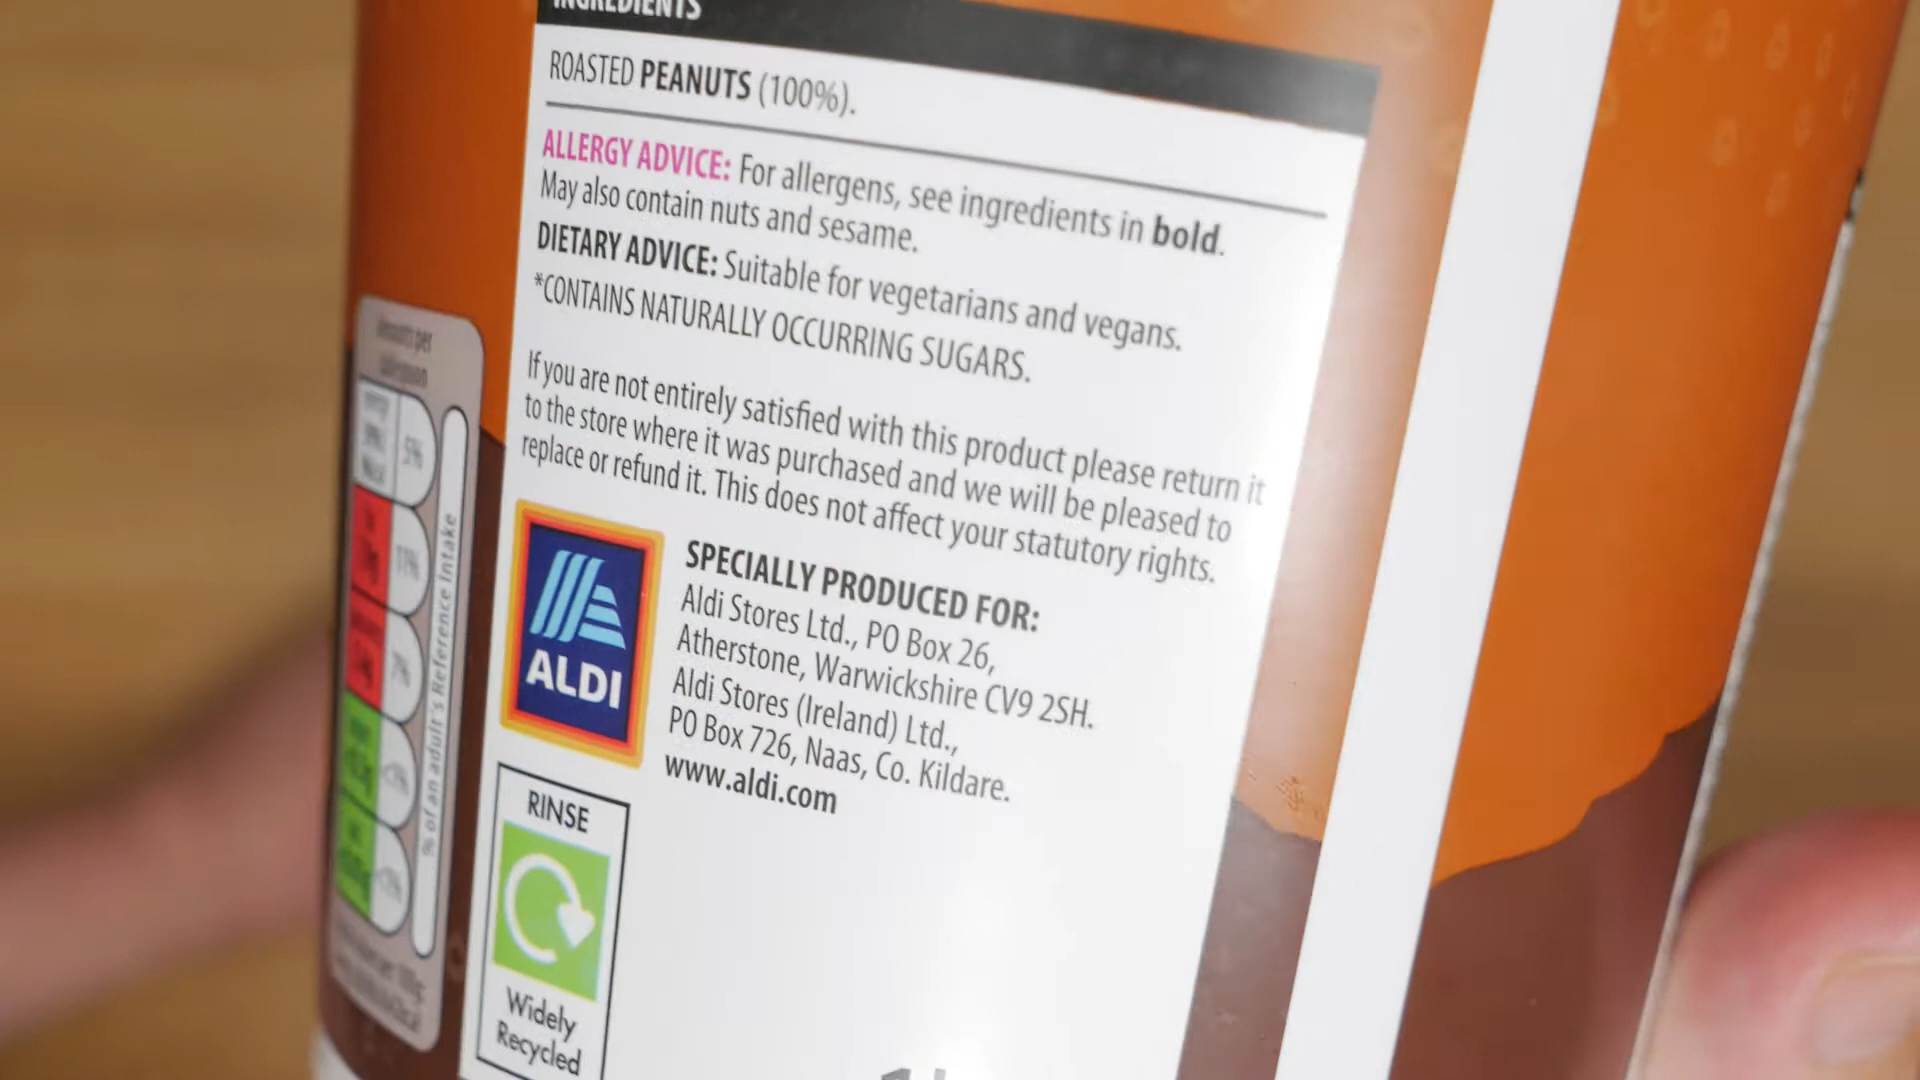 INGREDIENTS
ROASTED PEANUTS (100%).
ALLERGY ADVICE: For allergens, see ingredients in bold.
May also contain nuts and sesame.
DIETARY ADVICE: Suitable for vegetarians and vegans.
*CONTAINS NATURALLY OCCURRING SUGARS.
If you are not entirely satisfied with this product please return it
to the store where it was purchased and we will be pleased to
replace or refund it. This does not affect your statutory rights.
ALDI
SPECIALLY PRODUCED FOR:
Aldi Stores Ltd., PO Box 26,
Atherstone, Warwickshire CV9 2SH.
Aldi Stores (Ireland) Ltd.,
PO Box 726, Naas, Co. Kildare.
www.aldi.com
RINSE
Widely
Recycled
5%
11%
7%
% of an adult's Reference Intake